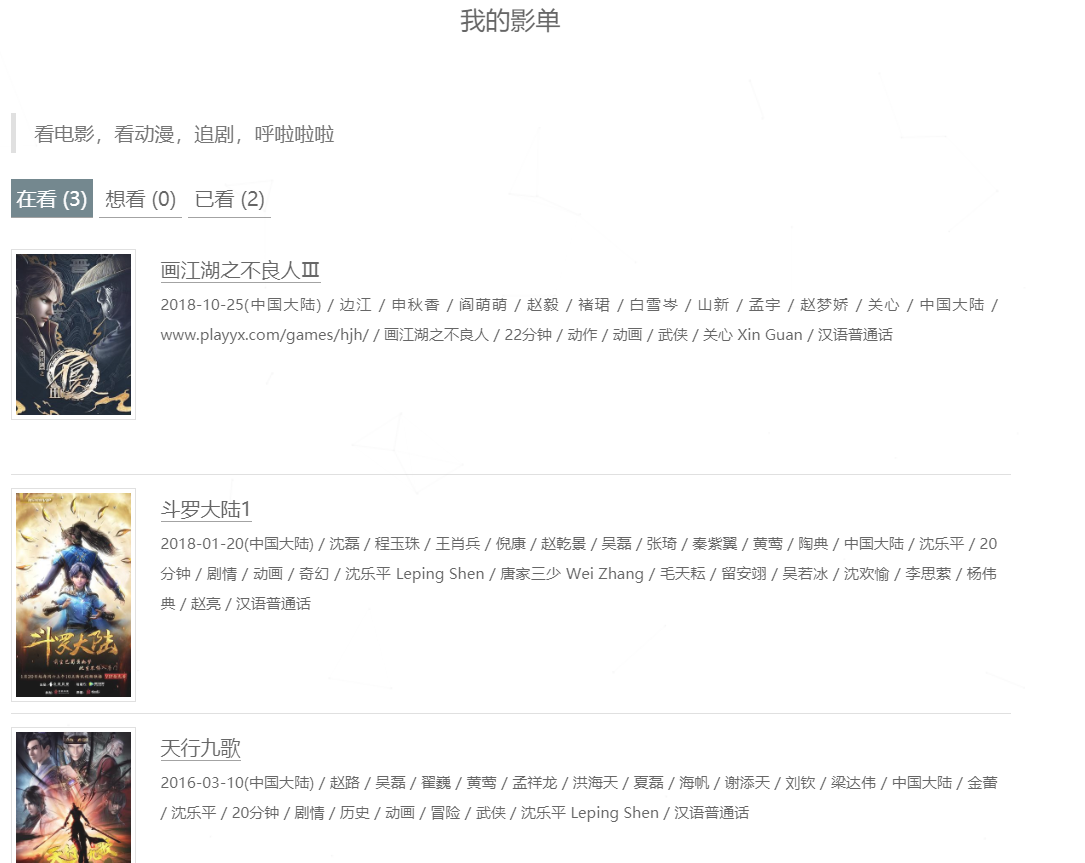 我的影单
看电影，看动漫，追剧，呼啦啦啦
在看 (3) 想看 (0) 已看 (2)
画江湖之不良人Ⅲ
2018-10-25(中国大陆) / 边江 / 申秋香 / 阎萌萌 / 赵毅 / 褚珺 / 白雪岑 / 山新 / 孟宇 / 赵梦娇 / 关心 / 中国大陆 /
www.playyx.com/games/hjh/ / 画江湖之不良人 / 22分钟 / 动作 / 动画 / 武侠 / 关心 Xin Guan / 汉语普通话
斗罗大陆1
2018-01-20(中国大陆) / 沈磊 / 程玉珠 / 王肖兵 / 倪康 / 赵乾景 / 吴磊 / 张琦 / 秦紫翼 / 黄莺 / 陶典 / 中国大陆 / 沈乐平 / 20
分钟 / 剧情 / 动画 / 奇幻 / 沈乐平 Leping Shen / 唐家三少 Wei Zhang / 毛天耘 / 留安翊 / 吴若冰 / 沈欢愉 / 李思萦 / 杨伟
典 / 赵亮 / 汉语普通话
斗罗大陆
天行九歌
2016-03-10(中国大陆) / 赵路 / 吴磊 / 翟巍 / 黄莺 / 孟祥龙 / 洪海天 / 夏磊 / 海帆 / 谢添天 / 刘钦 / 梁达伟 / 中国大陆 / 金蕾
/ 沈乐平 / 20分钟 / 剧情 / 历史 / 动画 / 冒险 / 武侠 / 沈乐平 Leping Shen / 汉语普通话